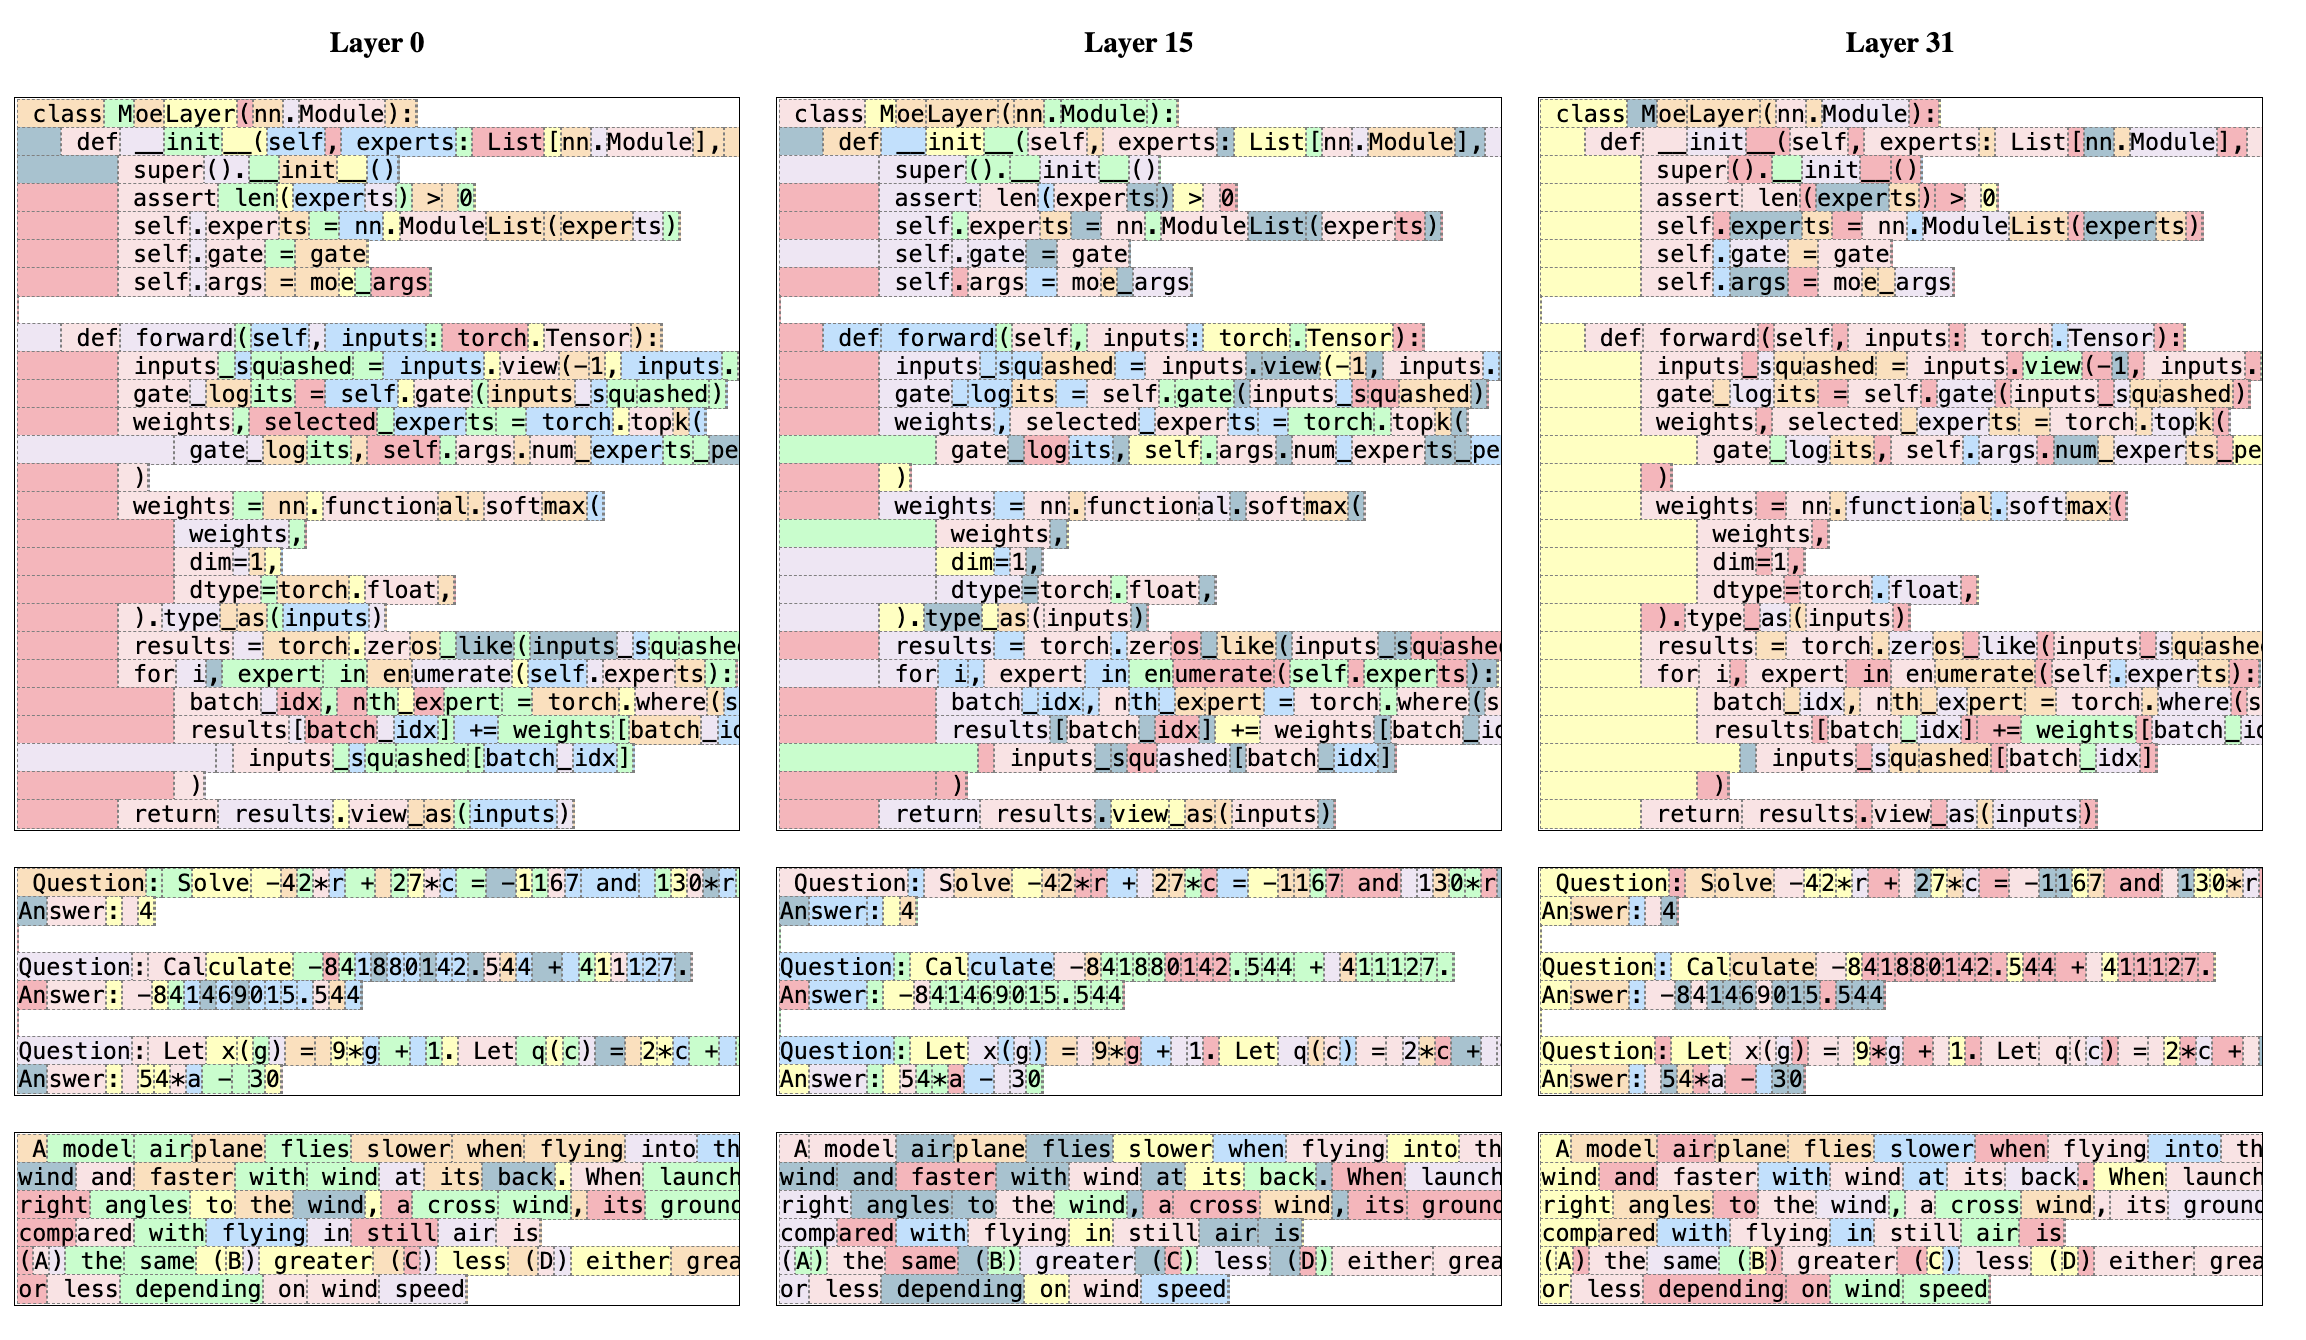 Layer 0
class MoeLayer(nn.Module):
def __init__(self, experts: List[nn.Module],
super().__init__()
assert len(experts) > 0
self.experts = nn.ModuleList(experts)
self.gate = gate
self.args = moe_args
def forward(self, inputs: torch.Tensor):
inputs_squashed = inputs.view(-1, inputs.
gate_logits = self.gate(inputs_squashed)
weights, selected_experts = torch.topk(
gate_logits, self.args.num_experts_pe
)
weights = nn.functional.softmax(
weights,
dim=1,
dtype=torch.float,
).type_as(inputs)
results = torch.zeros_like(inputs_squashe
for i, expert in enumerate(self.experts):
batch_idx, nth_expert = torch.where(s
results[batch_idx] += weights[batch_id
inputs_squashed[batch_idx]
)
return results.view_as(inputs)
Question: Solve -42*r + 27*c = -1167 and 130*r
Answer: 4
Question: Calculate -841880142.544 + 411127.
Answer: -841469015.544
Question: Let x(g) = 9*g + 1. Let q(c) = 2*c +
Answer: 54*a - 30
A model airplane flies slower when flying into th
wind and faster with wind at its back. When launch
right angles to the wind, a cross wind, its ground
compared with flying in still air is
(A) the same (B) greater (C) less (D) either grea
or less depending on wind speed
Layer 15
class MoeLayer(nn.Module):
def __init__(self, experts: List[nn.Module],
super().__init__()
assert len(experts) > 0
self.experts = nn.ModuleList(experts)
self.gate = gate
self.args = moe_args
def forward(self, inputs: torch.Tensor):
inputs_squashed = inputs.view(-1, inputs.
gate_logits = self.gate(inputs_squashed)
weights, selected_experts = torch.topk(
gate_logits, self.args.num_experts_pe
)
weights = nn.functional.softmax(
weights,
dim=1,
dtype=torch.float,
).type_as(inputs)
results = torch.zeros_like(inputs_squashe
for i, expert in enumerate(self.experts):
batch_idx, nth_expert = torch.where(s
results[batch_idx] += weights[batch_id
inputs_squashed[batch_idx]
)
return results.view_as(inputs)
Question: Solve -42*r + 27*c = -1167 and 130*r
Answer: 4
Question: Calculate -841880142.544 + 411127.
Answer: -841469015.544
Question: Let x(g) = 9*g + 1. Let q(c) = 2*c +
Answer: 54*a - 30
A model airplane flies slower when flying into th
wind and faster with wind at its back. When launch
right angles to the wind, a cross wind, its ground
compared with flying in still air is
(A) the same (B) greater (C) less (D) either grea
or less depending on wind speed
Layer 31
class MoeLayer(nn.Module):
def __init__(self, experts: List[nn.Module],
super().__init__()
assert len(experts) > 0
self.experts = nn.ModuleList(experts)
self.gate = gate
self.args = moe_args
def forward(self, inputs: torch.Tensor):
inputs_squashed = inputs.view(-1, inputs.
gate_logits = self.gate(inputs_squashed)
weights, selected_experts = torch.topk(
gate_logits, self.args.num_experts_pe
)
weights = nn.functional.softmax(
weights,
dim=1,
dtype=torch.float,
).type_as(inputs)
results = torch.zeros_like(inputs_squashe
for i, expert in enumerate(self.experts):
batch_idx, nth_expert = torch.where(s
results[batch_idx] += weights[batch_id
inputs_squashed[batch_idx]
)
return results.view_as(inputs)
Question: Solve -42*r + 27*c = -1167 and 130*r
Answer: 4
Question: Calculate -841880142.544 + 411127.
Answer: -841469015.544
Question: Let x(g) = 9*g + 1. Let q(c) = 2*c +
Answer: 54*a - 30
A model airplane flies slower when flying into th
wind and faster with wind at its back. When launch
right angles to the wind, a cross wind, its ground
compared with flying in still air is
(A) the same (B) greater (C) less (D) either grea
or less depending on wind speed